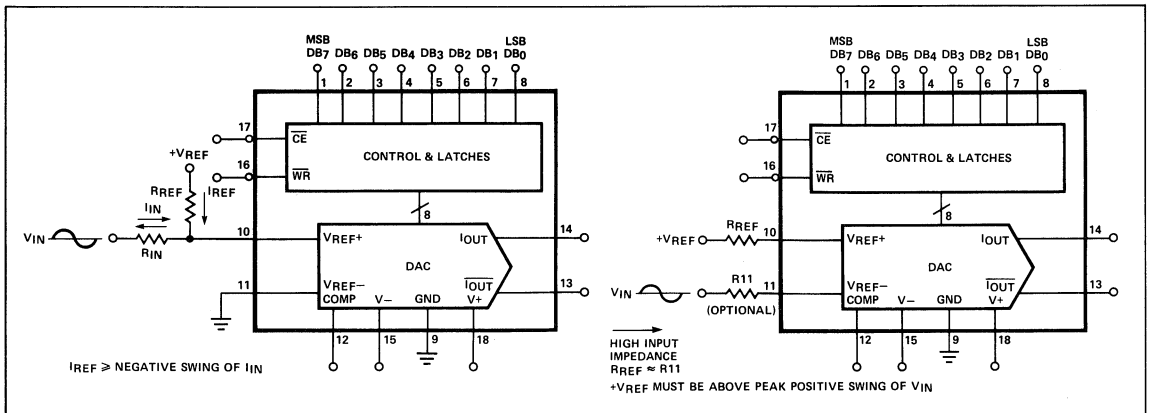 MSB LSB
DB7 DB6 DB5 DB4 DB3 DB2 DB1 DB0
1 2 3 4 5 6 7 8
17
CE
CONTROL & LATCHES
16
WR
+VREF
RREF
IREF
8
IIN
VIN
RIN
10
VREF+
IOUT
14
DAC
11
VREF−
IOUT
13
COMP V− GND V+
12 15 9 18
IREF ⩾ NEGATIVE SWING OF IIN
MSB LSB
DB7 DB6 DB5 DB4 DB3 DB2 DB1 DB0
1 2 3 4 5 6 7 8
17
CE
CONTROL & LATCHES
16
WR
8
+VREF
RREF
10
VREF+
IOUT
14
DAC
VIN
R11
(OPTIONAL)
11
VREF−
IOUT
13
COMP V− GND V+
12 15 9 18
HIGH INPUT
IMPEDANCE
RREF ≈ R11
+VREF MUST BE ABOVE PEAK POSITIVE SWING OF VIN